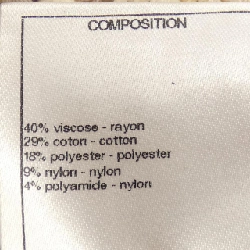 COMPOSITION
40% viscose - rayon
29% coton - cotton
18% polyester - polyester
9% nylon - nylon
4% polyamide - nylon